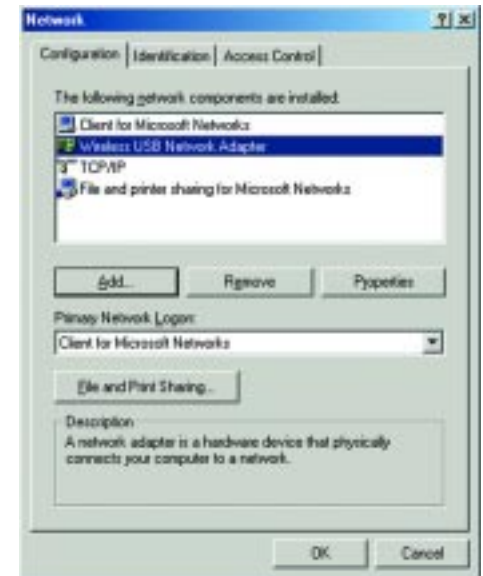 Network
Configuration Identification Access Control
The following network components are installed:
Client for Microsoft Networks
Wireless USB Network Adapter
TCP/IP
File and printer sharing for Microsoft Networks
Add... Remove Properties
Primary Network Logon:
Client for Microsoft Networks
File and Print Sharing...
Description
A network adapter is a hardware device that physically
connects your computer to a network.
OK Cancel